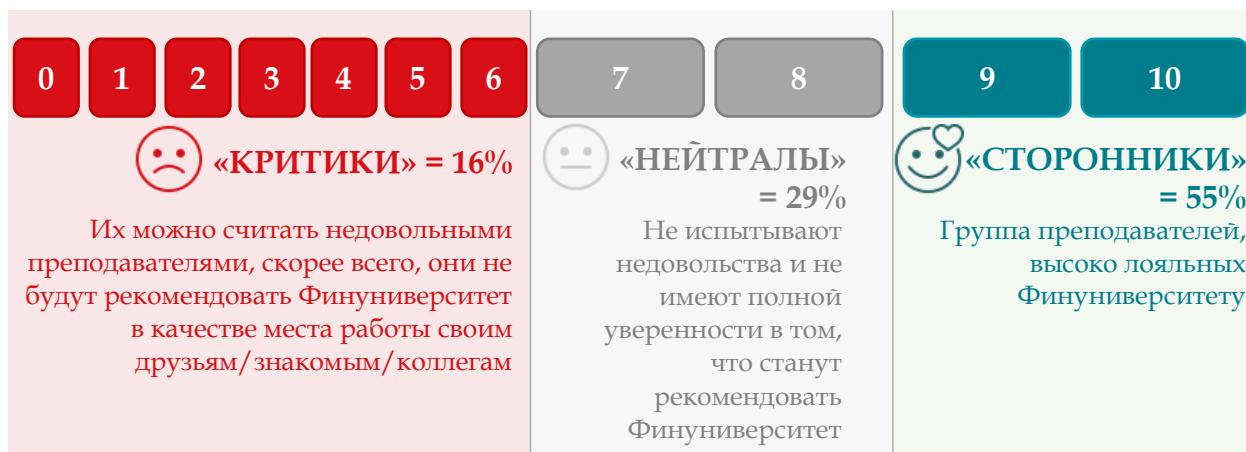 0 1 2 3 4 5 6 7 8 9 10
«КРИТИКИ» = 16%
Их можно считать недовольными
преподавателями, скорее всего, они не
будут рекомендовать Финуниверситет
в качестве места работы своим
друзьям/знакомым/коллегам
«НЕЙТРАЛЫ»
= 29%
Не испытывают
недовольства и не
имеют полной
уверенности в том,
что станут
рекомендовать
Финуниверситет
«СТОРОННИКИ»
= 55%
Группа преподавателей,
высоко лояльных
Финуниверситету